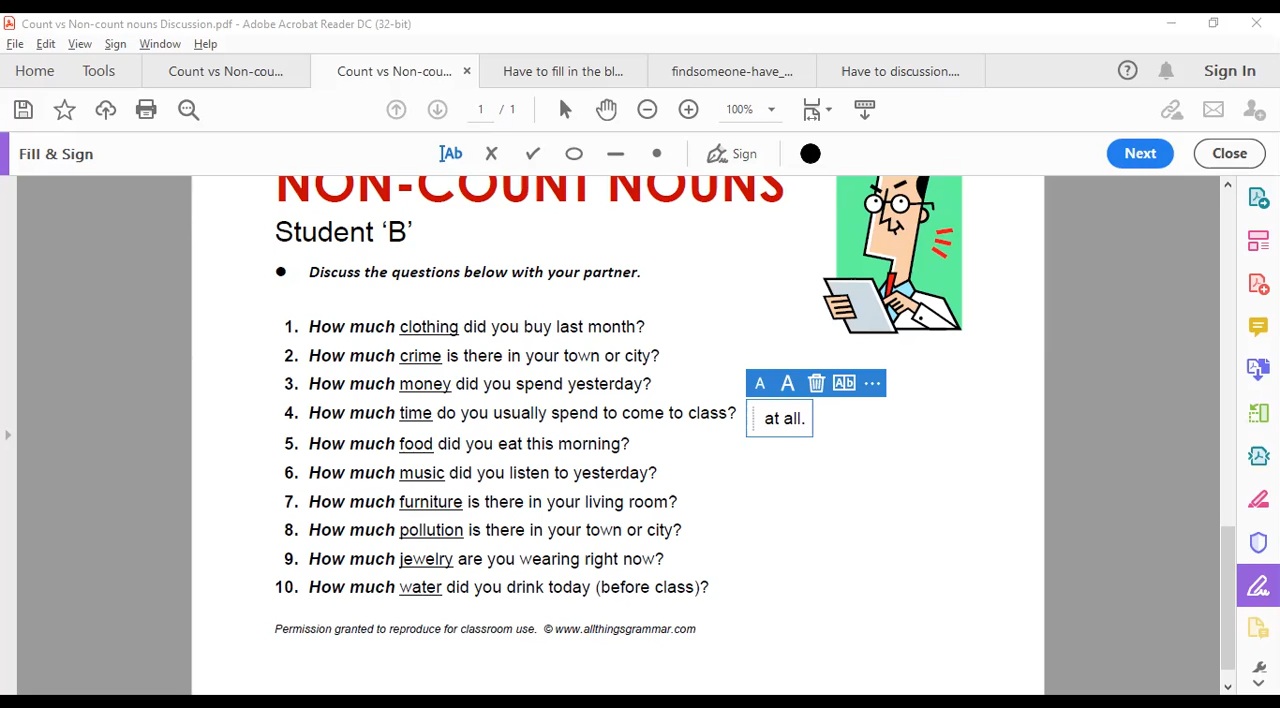 Count vs Non-count nouns Discussion.pdf - Adobe Acrobat Reader DC (32-bit)
File Edit View Sign Window Help
Home Tools Count vs Non-cou... Count vs Non-cou... × Have to fill in the bl... findsomeone-have_... Have to discussion.... Sign In
1 / 1 100%
Fill & Sign Ab Sign Next Close
NON-COUNT NOUNS
Student ‘B’
● Discuss the questions below with your partner.
1. How much clothing did you buy last month?
2. How much crime is there in your town or city?
3. How much money did you spend yesterday?
A A Ab ...
4. How much time do you usually spend to come to class? at all.
5. How much food did you eat this morning?
6. How much music did you listen to yesterday?
7. How much furniture is there in your living room?
8. How much pollution is there in your town or city?
9. How much jewelry are you wearing right now?
10. How much water did you drink today (before class)?
Permission granted to reproduce for classroom use. © www.allthingsgrammar.com